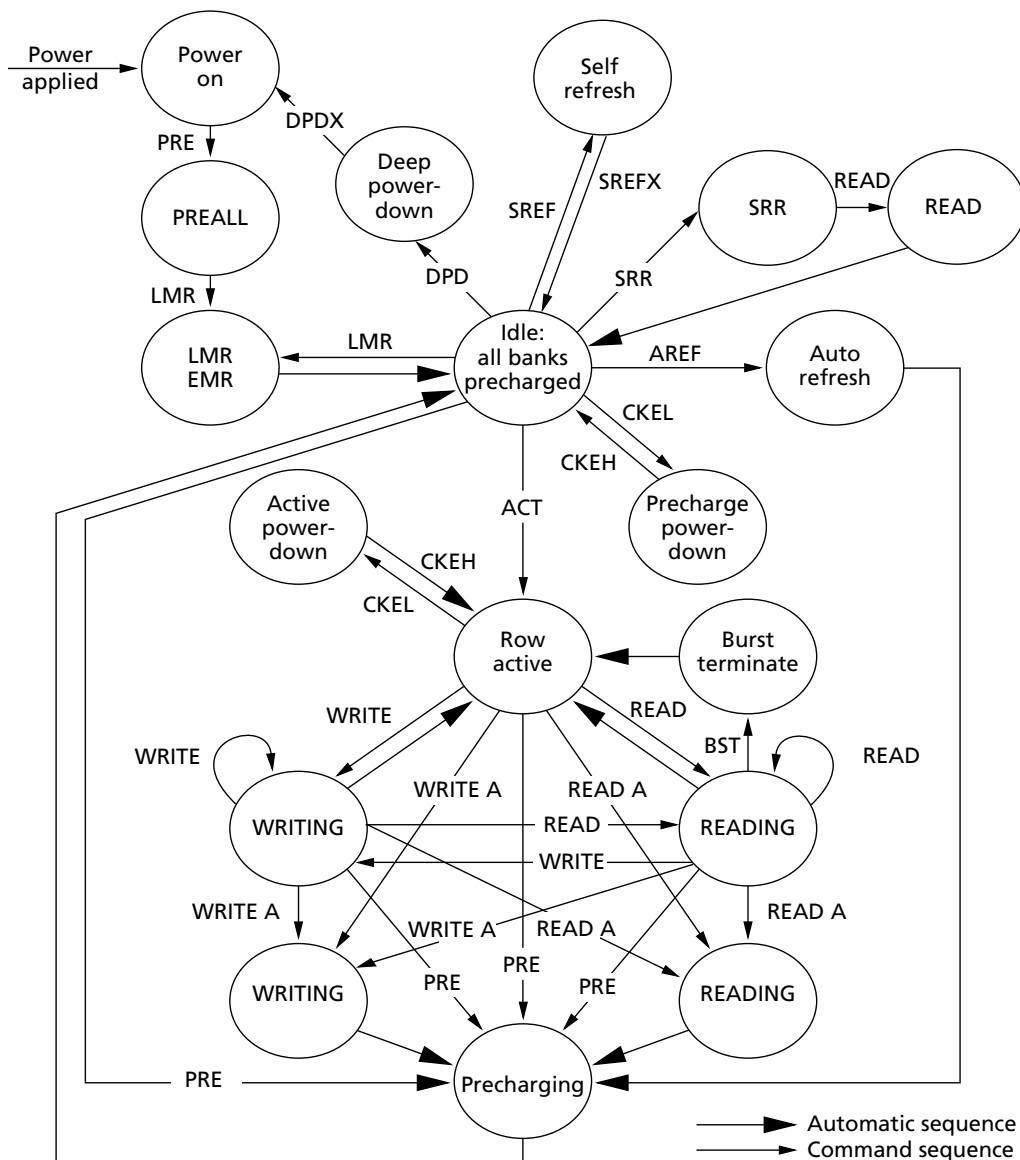 Power
applied
Power
on
Self
refresh
DPDX
PRE
Deep
power-
down
READ
SREFX
SREF
SRR
READ
PREALL
DPD
SRR
LMR
Idle:
all banks
precharged
LMR
LMR
EMR
AREF
Auto
refresh
CKEL
CKEH
ACT
Active
power-
down
Precharge
power-
down
CKEH
CKEL
Row
active
Burst
terminate
WRITE
READ
BST
WRITE
READ
WRITE A
READ A
WRITING
READ
READING
WRITE
WRITE A
READ A
WRITE A
READ A
WRITING
PRE
PRE
PRE
READING
PRE
Precharging
Automatic sequence
Command sequence